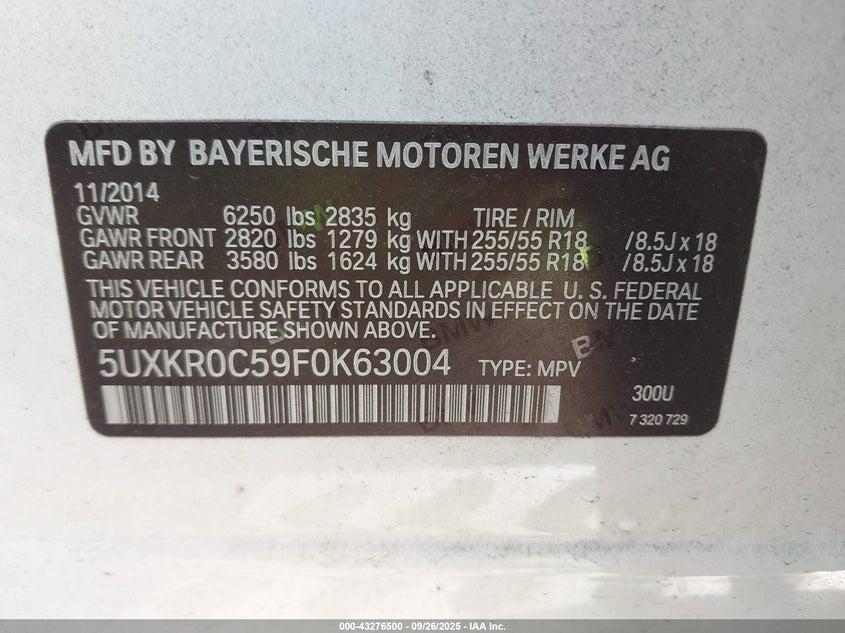 MFD BY BAYERISCHE MOTOREN WERKE AG
11/2014
GVWR 6250 lbs 2835 kg TIRE / RIM
GAWR FRONT 2820 lbs 1279 kg WITH 255/55 R18 /8.5J x 18
GAWR REAR 3580 lbs 1624 kg WITH 255/55 R18 /8.5J x 18
THIS VEHICLE CONFORMS TO ALL APPLICABLE U. S. FEDERAL
MOTOR VEHICLE SAFETY STANDARDS IN EFFECT ON THE DATE
OF MANUFACTURE SHOWN ABOVE.
5UXKR0C59F0K63004 TYPE: MPV 300U
7 320 729
000-43276500 - 09/26/2025 - IAA Inc.